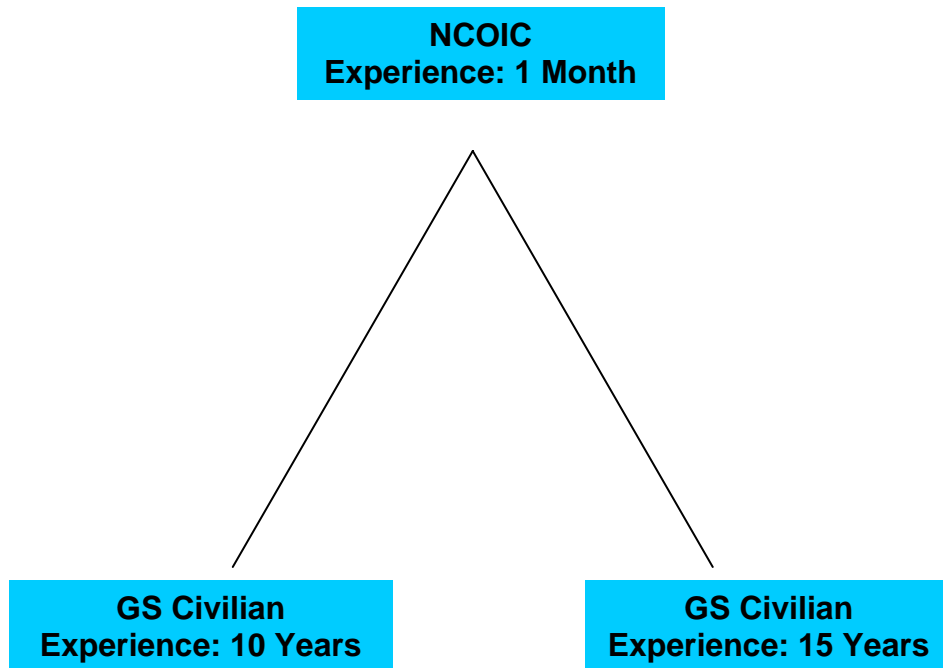 NCOIC
Experience: 1 Month
GS Civilian
Experience: 10 Years
GS Civilian
Experience: 15 Years